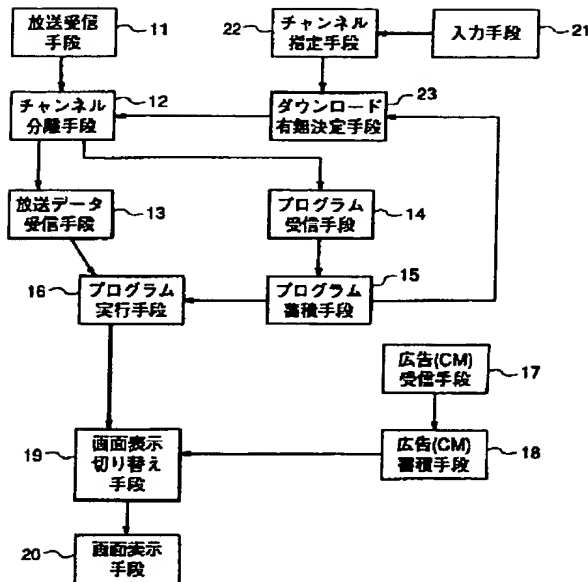 放送受信
手段
11
22
チャンネル
指定手段
入力手段
21
チャンネル
分離手段
12
ダウンロード
有無決定手段
23
放送データ
受信手段
13
プログラム
受信手段
14
16
プログラム
実行手段
プログラム
蓄積手段
15
広告(CM)
受信手段
17
19
画面表示
切り替え
手段
広告(CM)
蓄積手段
18
20
画面表示
手段